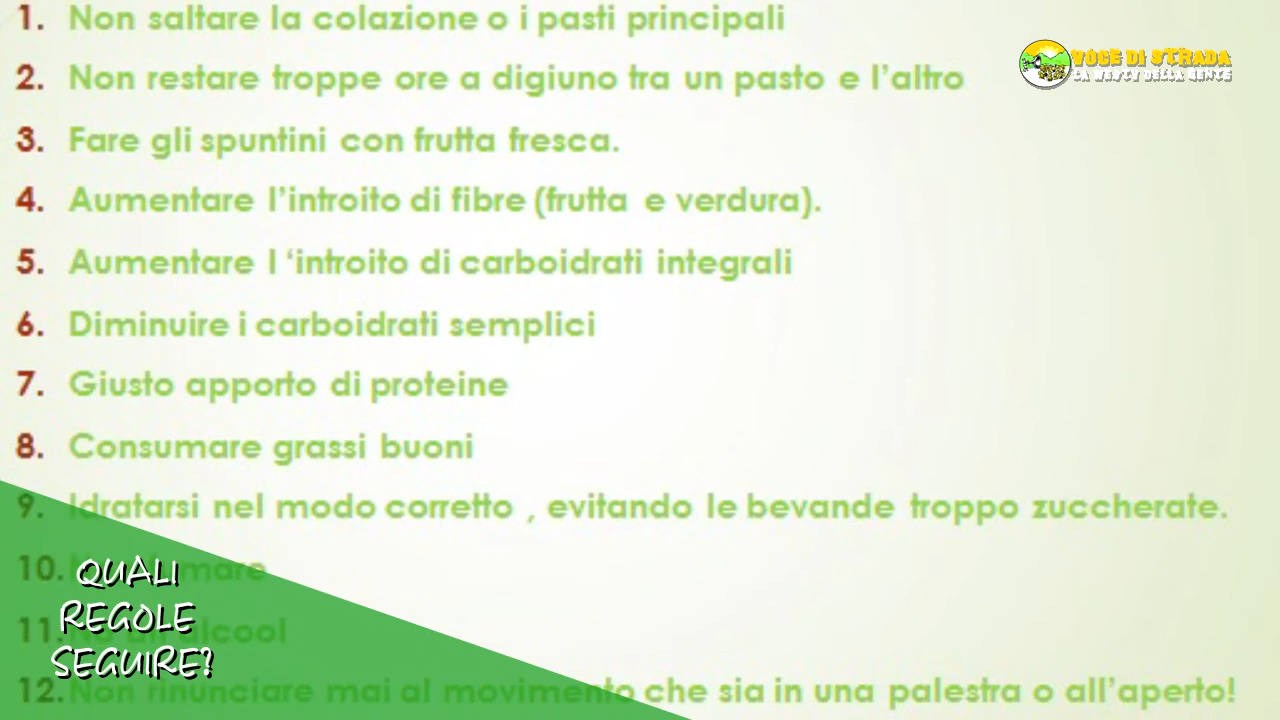 1. Non saltare la colazione o i pasti principali
2. Non restare troppe ore a digiuno tra un pasto e l'altro
3. Fare gli spuntini con frutta fresca.
4. Aumentare l'introito di fibre (frutta e verdura).
5. Aumentare l 'introito di carboidrati integrali
6. Diminuire i carboidrati semplici
7. Giusto apporto di proteine
8. Consumare grassi buoni
9. Idratarsi nel modo corretto , evitando le bevande troppo zuccherate.
10.
11. alcool
12. Non rinunciare mai al movimento che sia in una palestra o all'aperto!
QUALI
REGOLE
SEGUIRE?
VOCE DI STRADA